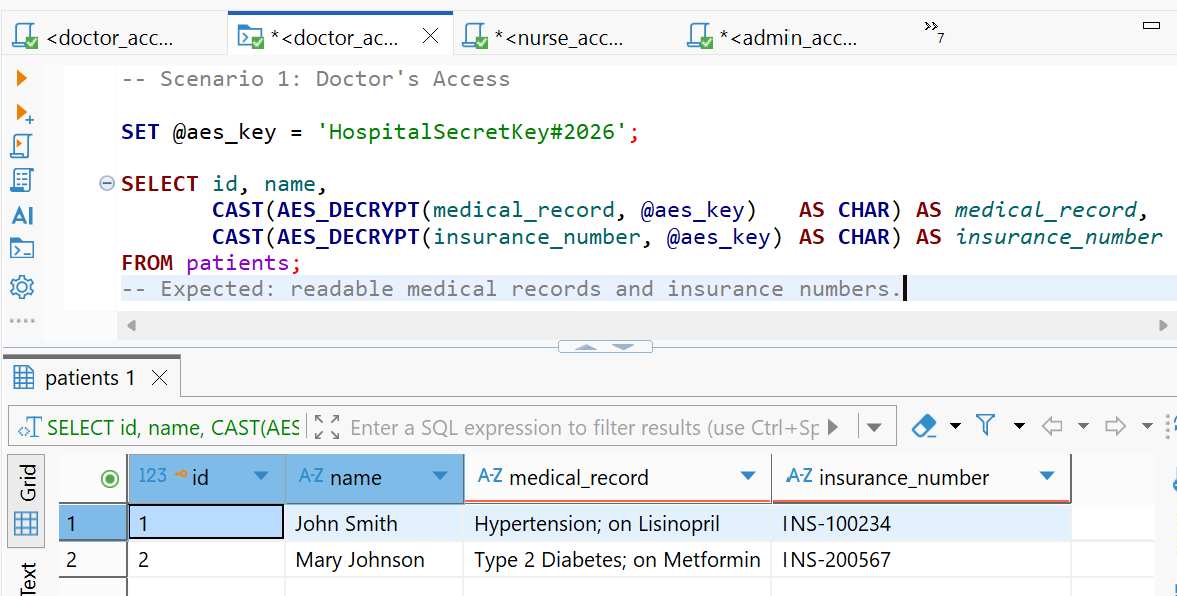 <doctor_acc...
*<doctor_ac...
*<nurse_acc...
*<admin_acc...
»7
-- Scenario 1: Doctor's Access
SET @aes_key = 'HospitalSecretKey#2026';
SELECT id, name,
CAST(AES_DECRYPT(medical_record, @aes_key) AS CHAR) AS medical_record,
CAST(AES_DECRYPT(insurance_number, @aes_key) AS CHAR) AS insurance_number
FROM patients;
-- Expected: readable medical records and insurance numbers.
AI
patients 1
SELECT id, name, CAST(AES
Enter a SQL expression to filter results (use Ctrl+Sp
Grid
Text
123 id A-Z name A-Z medical_record A-Z insurance_number
1 1 John Smith Hypertension; on Lisinopril INS-100234
2 2 Mary Johnson Type 2 Diabetes; on Metformin INS-200567